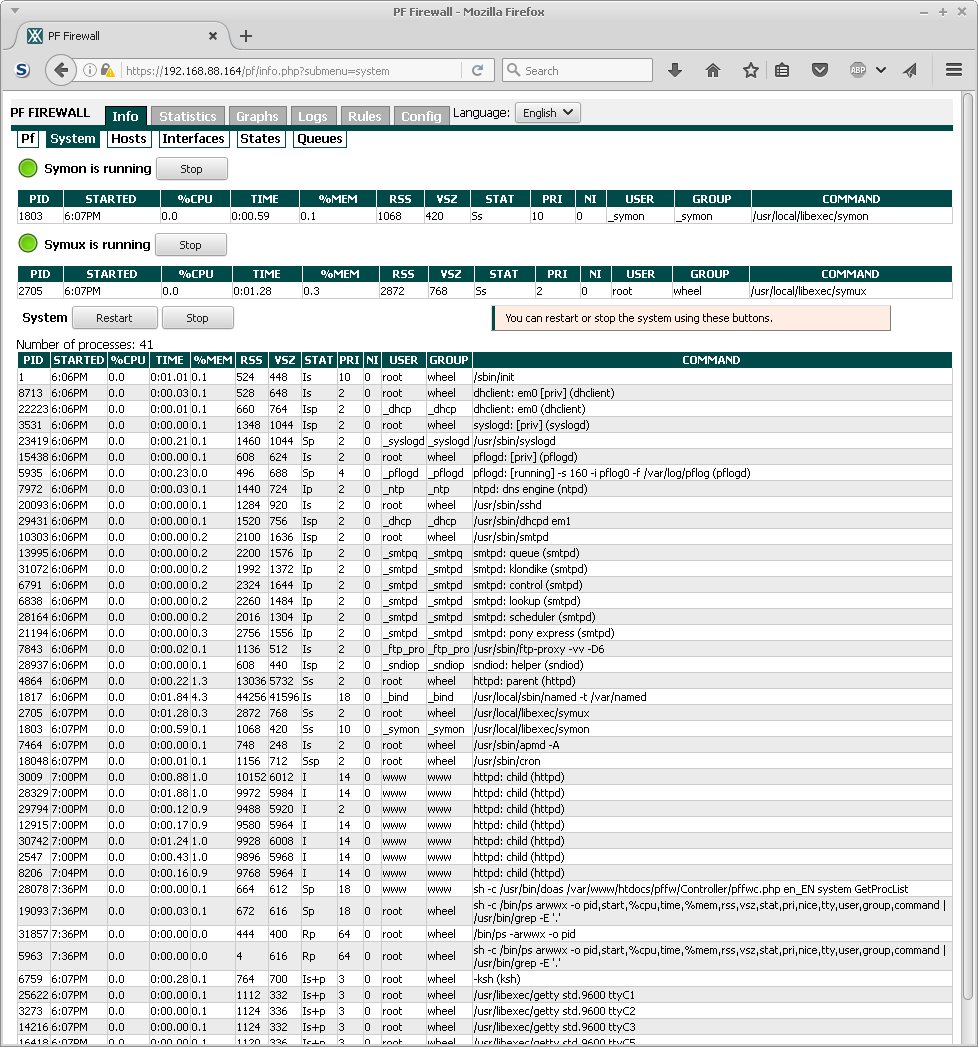 PF Firewall - Mozilla Firefox
PF Firewall
https://192.168.88.164/pf/info.php?submenu=system
Search
ABP
PF FIREWALL Info Statistics Graphs Logs Rules Config Language: English
Pf System Hosts Interfaces States Queues
Symon is running Stop
PID STARTED %CPU TIME %MEM RSS VSZ STAT PRI NI USER GROUP COMMAND
1803 6:07PM 0.0 0:00.59 0.1 1068 420 Ss 10 0 _symon _symon /usr/local/libexec/symon
Symux is running Stop
PID STARTED %CPU TIME %MEM RSS VSZ STAT PRI NI USER GROUP COMMAND
2705 6:07PM 0.0 0:01.28 0.3 2872 768 Ss 2 0 root wheel /usr/local/libexec/symux
System Restart Stop You can restart or stop the system using these buttons.
Number of processes: 41
PID STARTED %CPU TIME %MEM RSS VSZ STAT PRI NI USER GROUP COMMAND
1 6:06PM 0.0 0:01.01 0.1 524 448 Is 10 0 root wheel /sbin/init
8713 6:06PM 0.0 0:00.03 0.1 528 648 Is 2 0 root wheel dhclient: em0 [priv] (dhclient)
22223 6:06PM 0.0 0:00.01 0.1 660 764 Isp 2 0 _dhcp _dhcp dhclient: em0 (dhclient)
3531 6:06PM 0.0 0:00.00 0.1 1348 1044 Isp 2 0 root wheel syslogd: [priv] (syslogd)
23419 6:06PM 0.0 0:00.21 0.1 1460 1044 Sp 2 0 _syslogd _syslogd /usr/sbin/syslogd
15438 6:06PM 0.0 0:00.00 0.1 608 624 Is 2 0 root wheel pflogd: [priv] (pflogd)
5935 6:06PM 0.0 0:00.23 0.0 496 688 Sp 4 0 _pflogd _pflogd pflogd: [running] -s 160 -i pflog0 -f /var/log/pflog (pflogd)
7972 6:06PM 0.0 0:00.03 0.1 1440 724 Ip 2 0 _ntp _ntp ntpd: dns engine (ntpd)
20093 6:06PM 0.0 0:00.00 0.1 1284 920 Is 2 0 root wheel /usr/sbin/sshd
29431 6:06PM 0.0 0:00.00 0.1 1520 756 Isp 2 0 _dhcp _dhcp /usr/sbin/dhcpd em1
10303 6:06PM 0.0 0:00.00 0.2 2100 1636 Isp 2 0 root wheel /usr/sbin/smtpd
13995 6:06PM 0.0 0:00.00 0.2 2200 1576 Ip 2 0 _smtpq _smtpq smtpd: queue (smtpd)
31072 6:06PM 0.0 0:00.00 0.2 1992 1372 Ip 2 0 _smtpd _smtpd smtpd: klondike (smtpd)
6791 6:06PM 0.0 0:00.00 0.2 2324 1644 Ip 2 0 _smtpd _smtpd smtpd: control (smtpd)
6838 6:06PM 0.0 0:00.00 0.2 2260 1484 Ip 2 0 _smtpd _smtpd smtpd: lookup (smtpd)
28164 6:06PM 0.0 0:00.00 0.2 2016 1304 Ip 2 0 _smtpd _smtpd smtpd: scheduler (smtpd)
21194 6:06PM 0.0 0:00.00 0.3 2756 1556 Ip 2 0 _smtpd _smtpd smtpd: pony express (smtpd)
7843 6:06PM 0.0 0:00.02 0.1 1136 512 Is 2 0 _ftp_pro _ftp_pro /usr/sbin/ftp-proxy -vv -D6
28937 6:06PM 0.0 0:00.00 0.1 608 440 Isp 2 0 _sndiop _sndiop sndiod: helper (sndiod)
4864 6:06PM 0.0 0:00.22 1.3 13036 5732 Ss 2 0 root wheel httpd: parent (httpd)
1817 6:06PM 0.0 0:01.84 4.3 44256 41596 Is 18 0 _bind _bind /usr/local/sbin/named -t /var/named
2705 6:07PM 0.0 0:01.28 0.3 2872 768 Ss 2 0 root wheel /usr/local/libexec/symux
1803 6:07PM 0.0 0:00.59 0.1 1068 420 Ss 10 0 _symon _symon /usr/local/libexec/symon
7464 6:07PM 0.0 0:00.00 0.1 748 248 Is 2 0 root wheel /usr/sbin/apmd -A
18048 6:07PM 0.0 0:00.01 0.1 1156 712 Ssp 2 0 root wheel /usr/sbin/cron
3009 7:00PM 0.0 0:00.88 1.0 10152 6012 I 14 0 www www httpd: child (httpd)
28329 7:00PM 0.0 0:01.88 1.0 9972 5984 I 14 0 www www httpd: child (httpd)
29794 7:00PM 0.0 0:00.12 0.9 9488 5920 I 2 0 www www httpd: child (httpd)
12915 7:00PM 0.0 0:00.17 0.9 9580 5964 I 14 0 www www httpd: child (httpd)
30742 7:00PM 0.0 0:01.24 1.0 9928 6008 I 14 0 www www httpd: child (httpd)
2547 7:00PM 0.0 0:00.43 1.0 9896 5968 I 14 0 www www httpd: child (httpd)
8206 7:04PM 0.0 0:00.16 0.9 9768 5964 I 14 0 www www httpd: child (httpd)
28078 7:36PM 0.0 0:00.00 0.1 664 612 Sp 18 0 www www sh -c /usr/bin/doas /var/www/htdocs/pffw/Controller/pffwc.php en_EN system GetProcList
19093 7:36PM 0.0 0:00.03 0.1 672 616 Sp 18 0 root wheel sh -c /bin/ps arwwx -o pid,start,%cpu,time,%mem,rss,vsz,stat,pri,nice,tty,user,group,command |
/usr/bin/grep -E '.'
31857 7:36PM 0.0 0:00.00 0.0 444 400 Rp 64 0 root wheel /bin/ps -arwwx -o pid
5963 7:36PM 0.0 0:00.00 0.0 4 616 Rp 64 0 root wheel sh -c /bin/ps arwwx -o pid,start,%cpu,time,%mem,rss,vsz,stat,pri,nice,tty,user,group,command |
/usr/bin/grep -E '.'
6759 6:07PM 0.0 0:00.28 0.1 764 700 Is+p 3 0 root wheel -ksh (ksh)
25622 6:07PM 0.0 0:00.01 0.1 1112 332 Is+p 3 0 root wheel /usr/libexec/getty std.9600 ttyC1
3273 6:07PM 0.0 0:00.01 0.1 1124 336 Is+p 3 0 root wheel /usr/libexec/getty std.9600 ttyC2
14216 6:07PM 0.0 0:00.01 0.1 1124 332 Is+p 3 0 root wheel /usr/libexec/getty std.9600 ttyC3
16418 6:07PM 0.0 0:00.01 0.1 1124 336 Is+p 3 0 root wheel /usr/libexec/getty std.9600 ttyC5